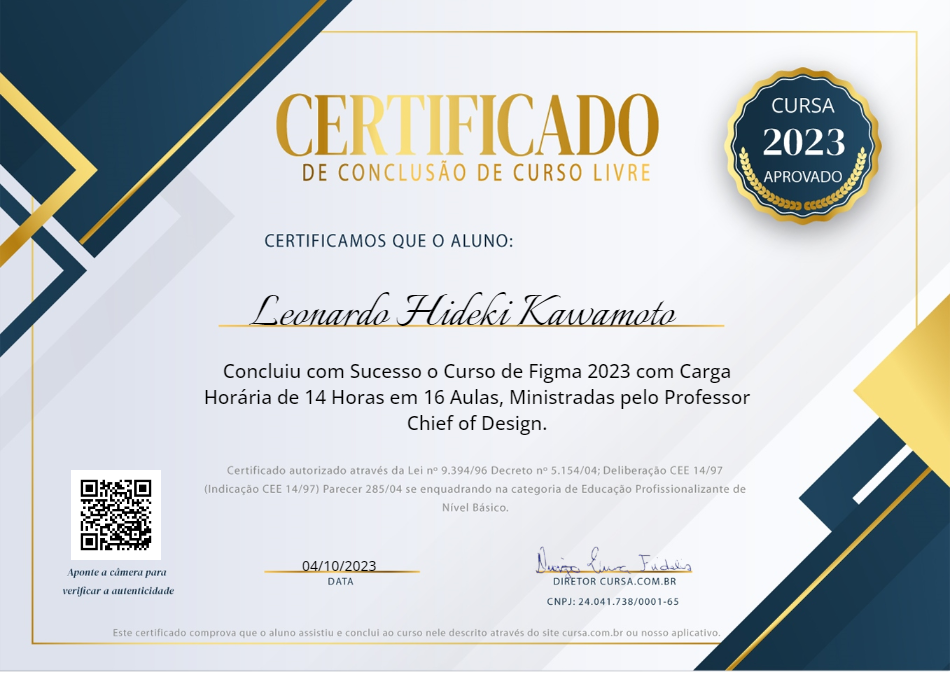 CERTIFICADO
DE CONCLUSÃO DE CURSO LIVRE
CURSA
2023
APROVADO
CERTIFICAMOS QUE O ALUNO:
Leonardo Hideki Kawamoto
Concluiu com Sucesso o Curso de Figma 2023 com Carga
Horária de 14 Horas em 16 Aulas, Ministradas pelo Professor
Chief of Design.
Certificado autorizado através da Lei nº 9.394/96 Decreto nº 5.154/04; Deliberação CEE 14/97
(Indicação CEE 14/97) Parecer 285/04 se enquadrando na categoria de Educação Profissionalizante de
Nível Básico.
Aponte a câmera para
verificar a autenticidade
04/10/2023
DATA
DIRETOR CURSA.COM.BR
CNPJ: 24.041.738/0001-65
Este certificado comprova que o aluno assistiu e conclui ao curso nele descrito através do site cursa.com.br ou nosso aplicativo.